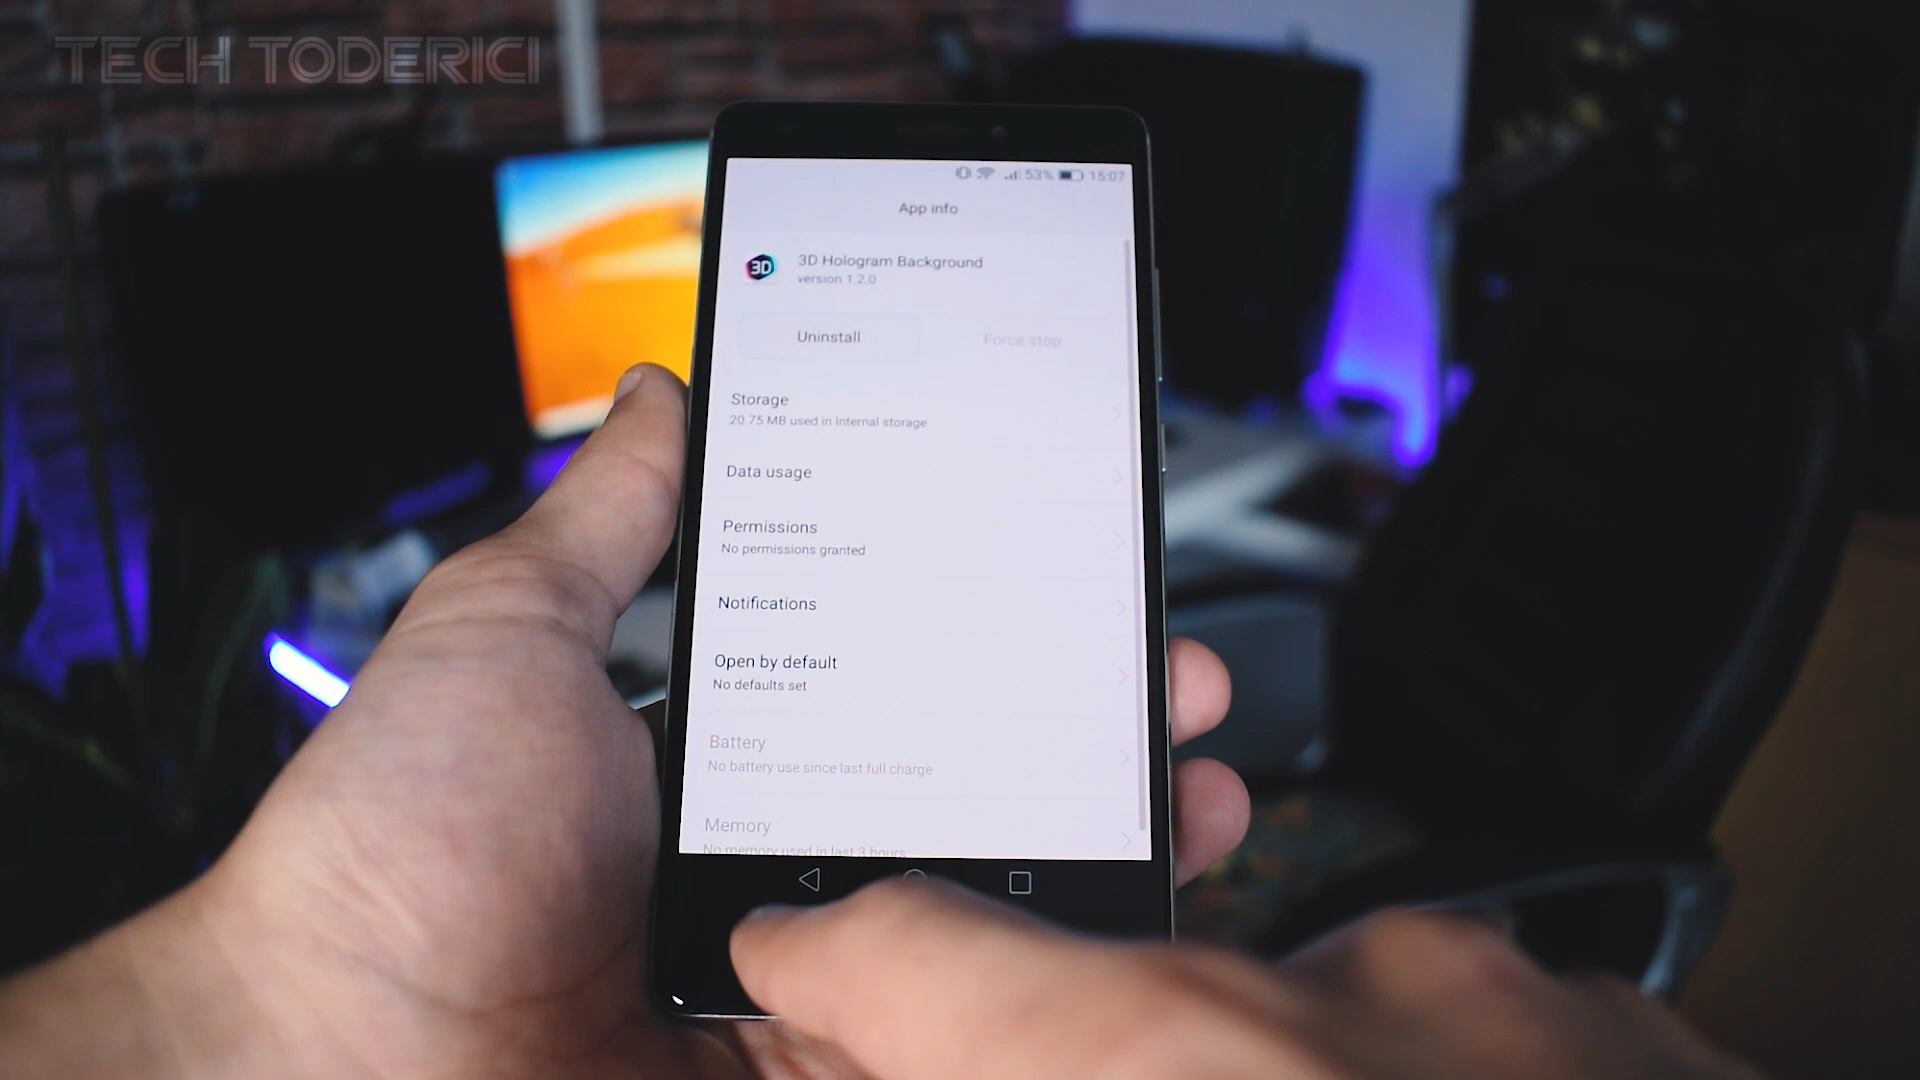 TECH TODERICI
53% 15:07
App info
3D
3D Hologram Background
version 1.2.0
Uninstall
Force stop
Storage
20.75 MB used in Internal storage
Data usage
Permissions
No permissions granted
Notifications
Open by default
No defaults set
Battery
No battery use since last full charge
Memory
No memory used in last 3 hours